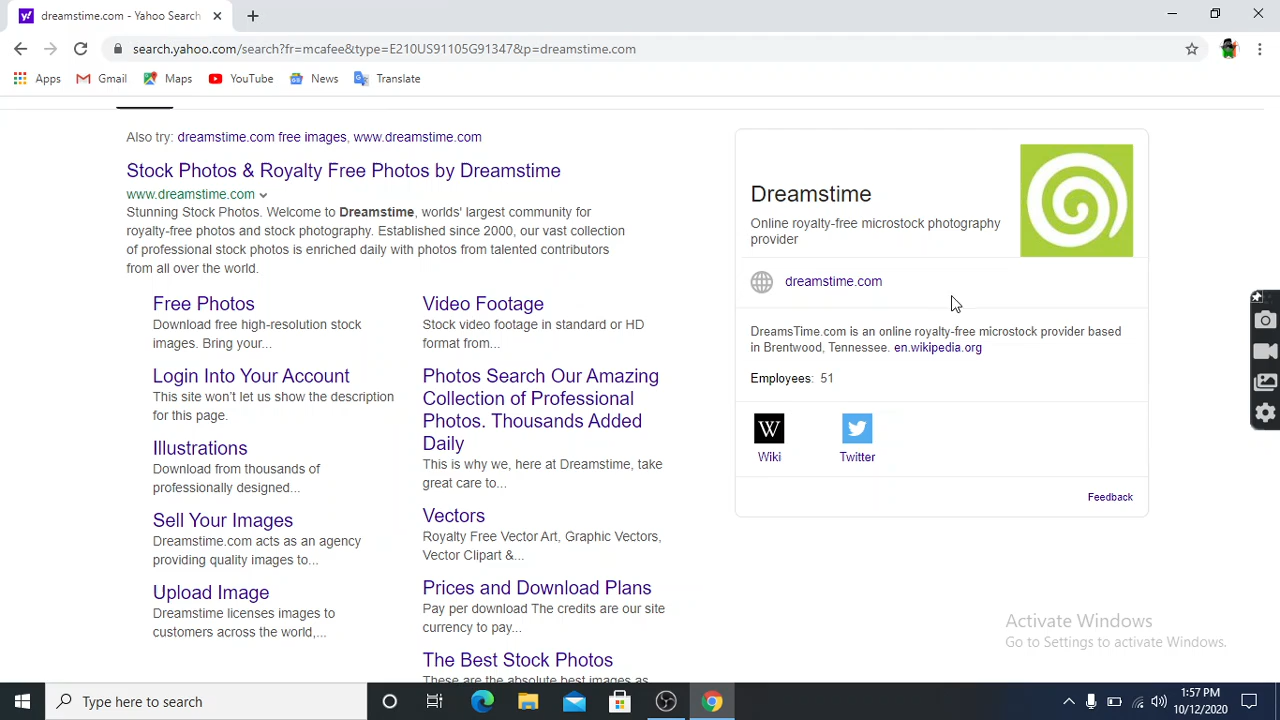 dreamstime.com - Yahoo Search
search.yahoo.com/search?fr=mcafee&type=E210US91105G91347&p=dreamstime.com
Apps
Gmail
Maps
YouTube
News
Translate
Also try: dreamstime.com free images, www.dreamstime.com
Stock Photos & Royalty Free Photos by Dreamstime
www.dreamstime.com
Stunning Stock Photos. Welcome to Dreamstime, worlds' largest community for
royalty-free photos and stock photography. Established since 2000, our vast collection
of professional stock photos is enriched daily with photos from talented contributors
from all over the world.
Free Photos
Download free high-resolution stock
images. Bring your...
Login Into Your Account
This site won't let us show the description
for this page.
Illustrations
Download from thousands of
professionally designed...
Sell Your Images
Dreamstime.com acts as an agency
providing quality images to...
Upload Image
Dreamstime licenses images to
customers across the world,...
Video Footage
Stock video footage in standard or HD
format from...
Photos Search Our Amazing
Collection of Professional
Photos. Thousands Added
Daily
This is why we, here at Dreamstime, take
great care to...
Vectors
Royalty Free Vector Art, Graphic Vectors,
Vector Clipart &...
Prices and Download Plans
Pay per download The credits are our site
currency to pay...
The Best Stock Photos
These are the absolute best images as
Dreamstime
Online royalty-free microstock photography
provider
dreamstime.com
DreamsTime.com is an online royalty-free microstock provider based
in Brentwood, Tennessee. en.wikipedia.org
Employees: 51
W
Wiki
Twitter
Feedback
Activate Windows
Go to Settings to activate Windows.
Type here to search
1:57 PM
10/12/2020